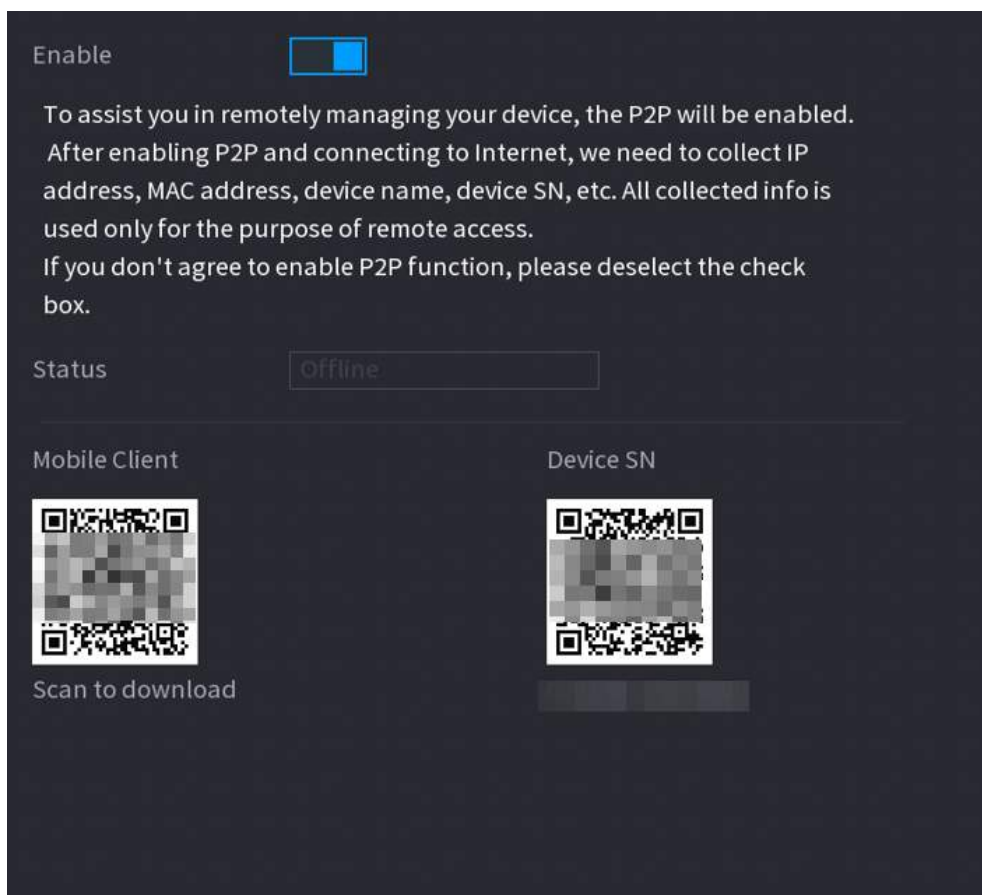 Enable
To assist you in remotely managing your device, the P2P will be enabled.
After enabling P2P and connecting to Internet, we need to collect IP
address, MAC address, device name, device SN, etc. All collected info is
used only for the purpose of remote access.
If you don't agree to enable P2P function, please deselect the check
box.
Status Offline
Mobile Client Device SN
Scan to download